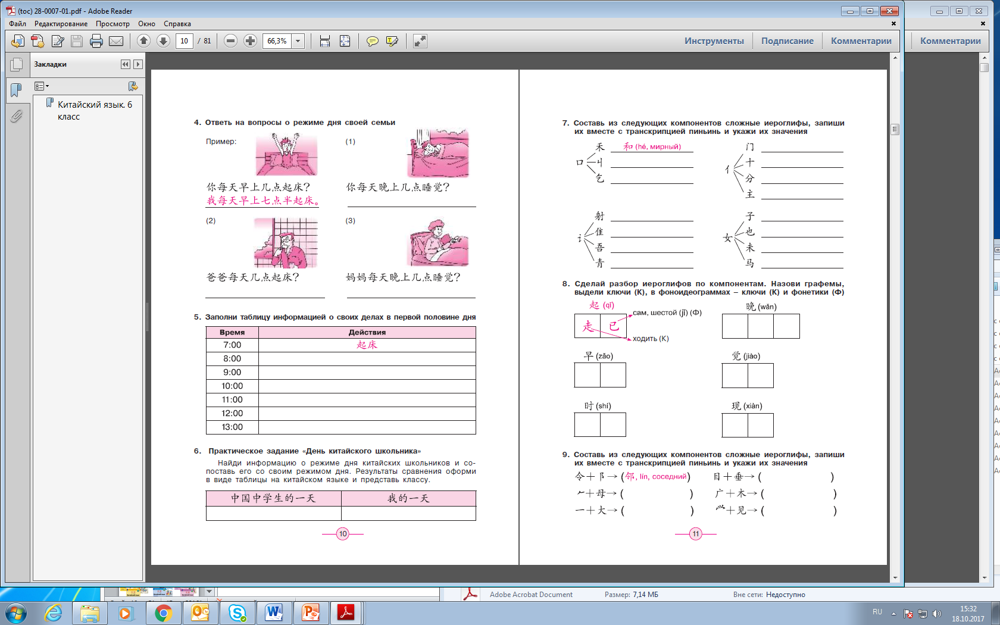 (toc) 28-0007-01.pdf - Adobe Reader
Файл Редактирование Просмотр Окно Справка
10 / 81 66,3% Инструменты Подписание Комментарии Комментарии
Закладки
Китайский язык. 6
класс
4. Ответь на вопросы о режиме дня своей семьи
Пример: (1)
你每天早上几点起床? 你每天晚上几点睡觉?
我每天早上七点半起床。
(2) (3)
爸爸每天几点起床? 妈妈每天晚上几点睡觉?
5. Заполни таблицу информацией о своих делах в первой половине дня
Время Действия
7:00 起床
8:00
9:00
10:00
11:00
12:00
13:00
6. Практическое задание «День китайского школьника»
Найди информацию о режиме дня китайских школьников и со-
поставь его со своим режимом дня. Результаты сравнения оформи
в виде таблицы на китайском языке и представь классу.
中国中学生的一天 我的一天
10
7. Составь из следующих компонентов сложные иероглифы, запиши
их вместе с транскрипцией пиньинь и укажи их значения
口 禾 和 (hé, мирный)
丩
乞
亻 门
十
分
主
讠 射
隹
吾
青
女 子
也
未
马
8. Сделай разбор иероглифов по компонентам. Назови графемы,
выдели ключи (К), в фоноидеограммах – ключи (К) и фонетики (Ф)
起 (qǐ) 晚 (wǎn)
走 己 сам, шестой (jǐ) (Ф)
ходить (К)
早 (zǎo) 觉 (jiào)
时 (shí) 现 (xiàn)
9. Составь из следующих компонентов сложные иероглифы, запиши
их вместе с транскрипцией пиньинь и укажи их значения
令+阝→(邻, lín, соседний) 目+垂→( )
𠂉+母→( ) 广+木→( )
一+大→( ) 𰃮+见→( )
11
Adobe Acrobat Document Размер: 7,14 МБ Вне сети: Недоступно
RU 15:32
18.10.2017